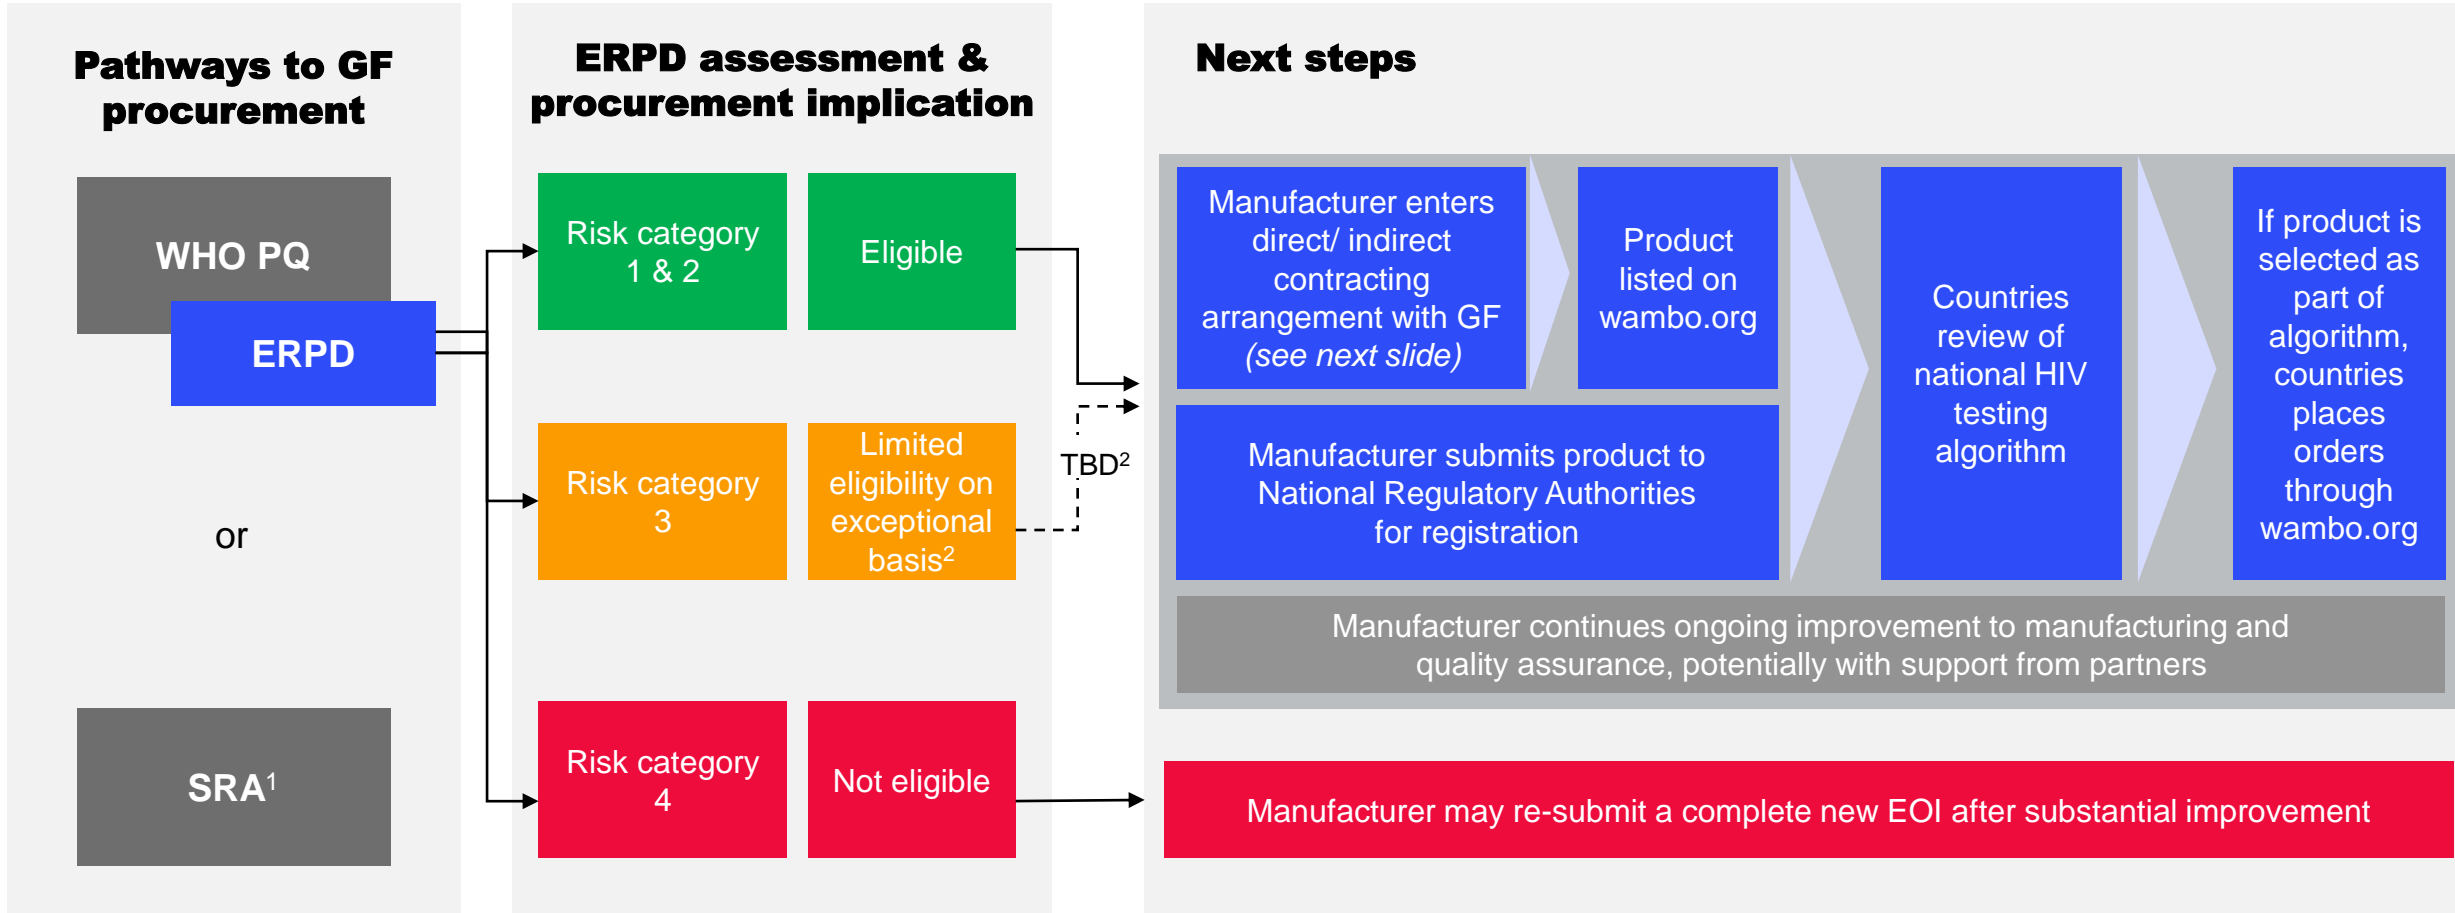 Pathways to GF
procurement
WHO PQ
ERPD
or
SRA¹
ERPD assessment &
procurement implication
Risk category
1 & 2
Eligible
Risk category
3
Limited
eligibility on
exceptional
basis²
TBD²
Risk category
4
Not eligible
Next steps
Manufacturer enters
direct/ indirect
contracting
arrangement with GF
(see next slide)
Product
listed on
wambo.org
Manufacturer submits product to
National Regulatory Authorities
for registration
Countries
review of
national HIV
testing
algorithm
If product is
selected as
part of
algorithm,
countries
places
orders
through
wambo.org
Manufacturer continues ongoing improvement to manufacturing and
quality assurance, potentially with support from partners
Manufacturer may re-submit a complete new EOI after substantial improvement